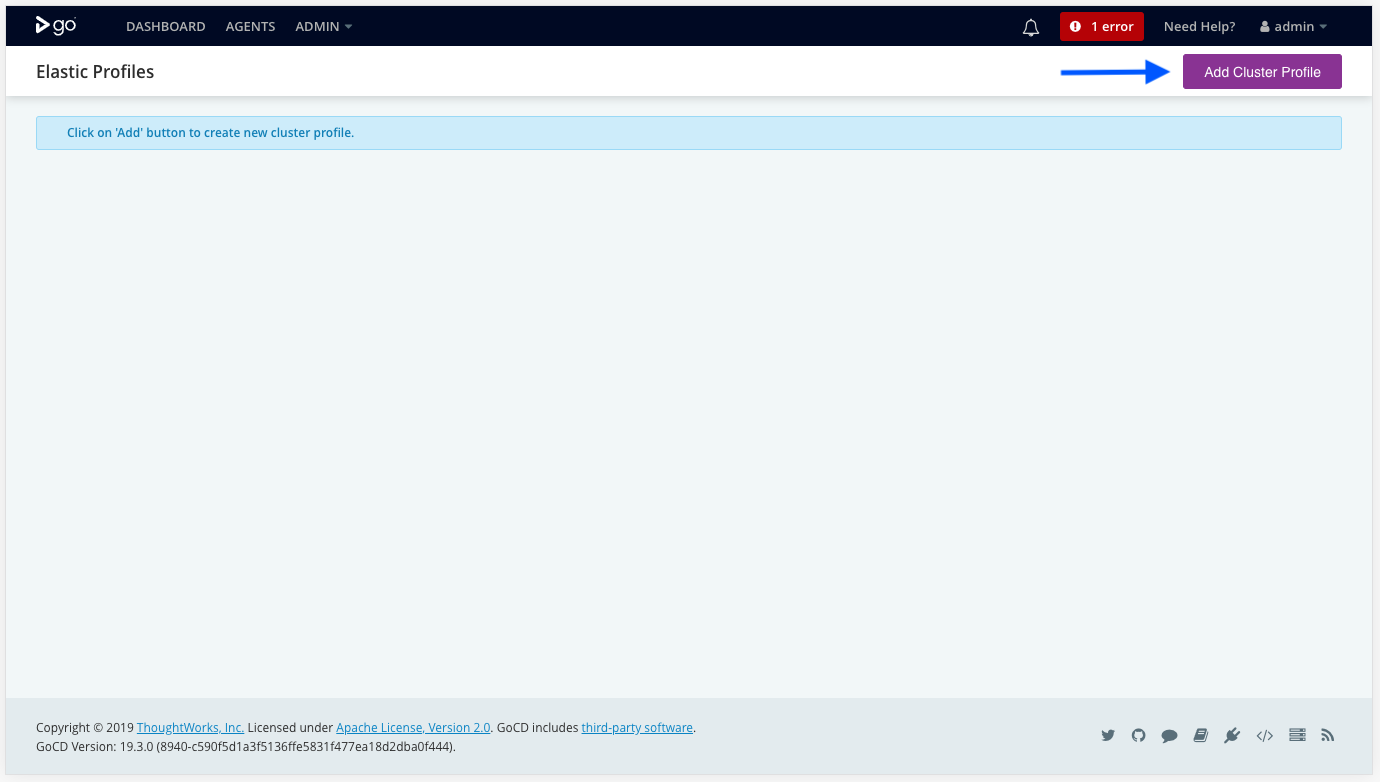 go DASHBOARD AGENTS ADMIN 1 error Need Help? admin
Elastic Profiles Add Cluster Profile
Click on 'Add' button to create new cluster profile.
Copyright © 2019 ThoughtWorks, Inc. Licensed under Apache License, Version 2.0. GoCD includes third-party software.
GoCD Version: 19.3.0 (8940-c590f5d1a3f5136ffe5831f477ea18d2dba0f444).